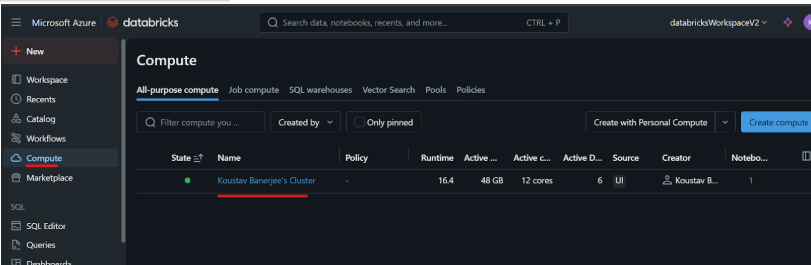 Microsoft Azure databricks Search data, notebooks, recents, and more... CTRL + P databricksWorkspaceV2
New
Workspace
Recents
Catalog
Workflows
Compute
Marketplace
SQL
SQL Editor
Queries
Dashboards
Compute
All-purpose compute Job compute SQL warehouses Vector Search Pools Policies
Filter compute you ... Created by Only pinned Create with Personal Compute Create compute
State Name Policy Runtime Active ... Active c... Active D... Source Creator Notebo...
Koustav Banerjee's Cluster - 16.4 48 GB 12 cores 6 UI Koustav B... 1